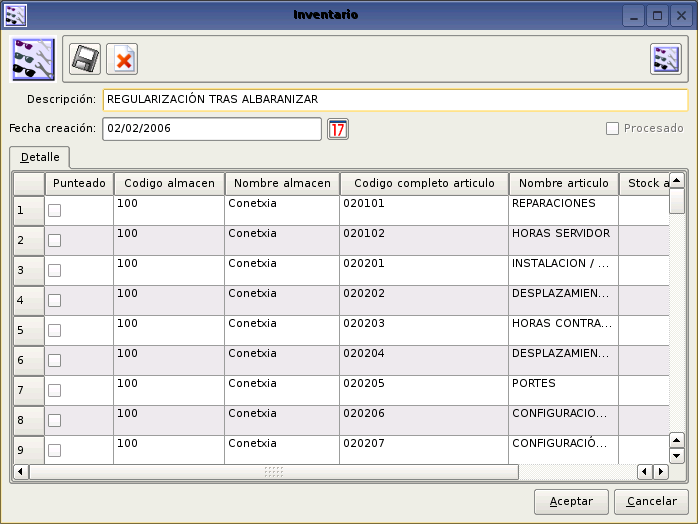 Inventario
Descripción: REGULARIZACIÓN TRAS ALBARANIZAR
Fecha creación: 02/02/2006 17 Procesado
Detalle
Punteado Codigo almacen Nombre almacen Codigo completo articulo Nombre articulo Stock a
1 100 Conetxia 020101 REPARACIONES
2 100 Conetxia 020102 HORAS SERVIDOR
3 100 Conetxia 020201 INSTALACION / ...
4 100 Conetxia 020202 DESPLAZAMIEN...
5 100 Conetxia 020203 HORAS CONTRA...
6 100 Conetxia 020204 DESPLAZAMIEN...
7 100 Conetxia 020205 PORTES
8 100 Conetxia 020206 CONFIGURACIO...
9 100 Conetxia 020207 CONFIGURACIÓ...
Aceptar Cancelar